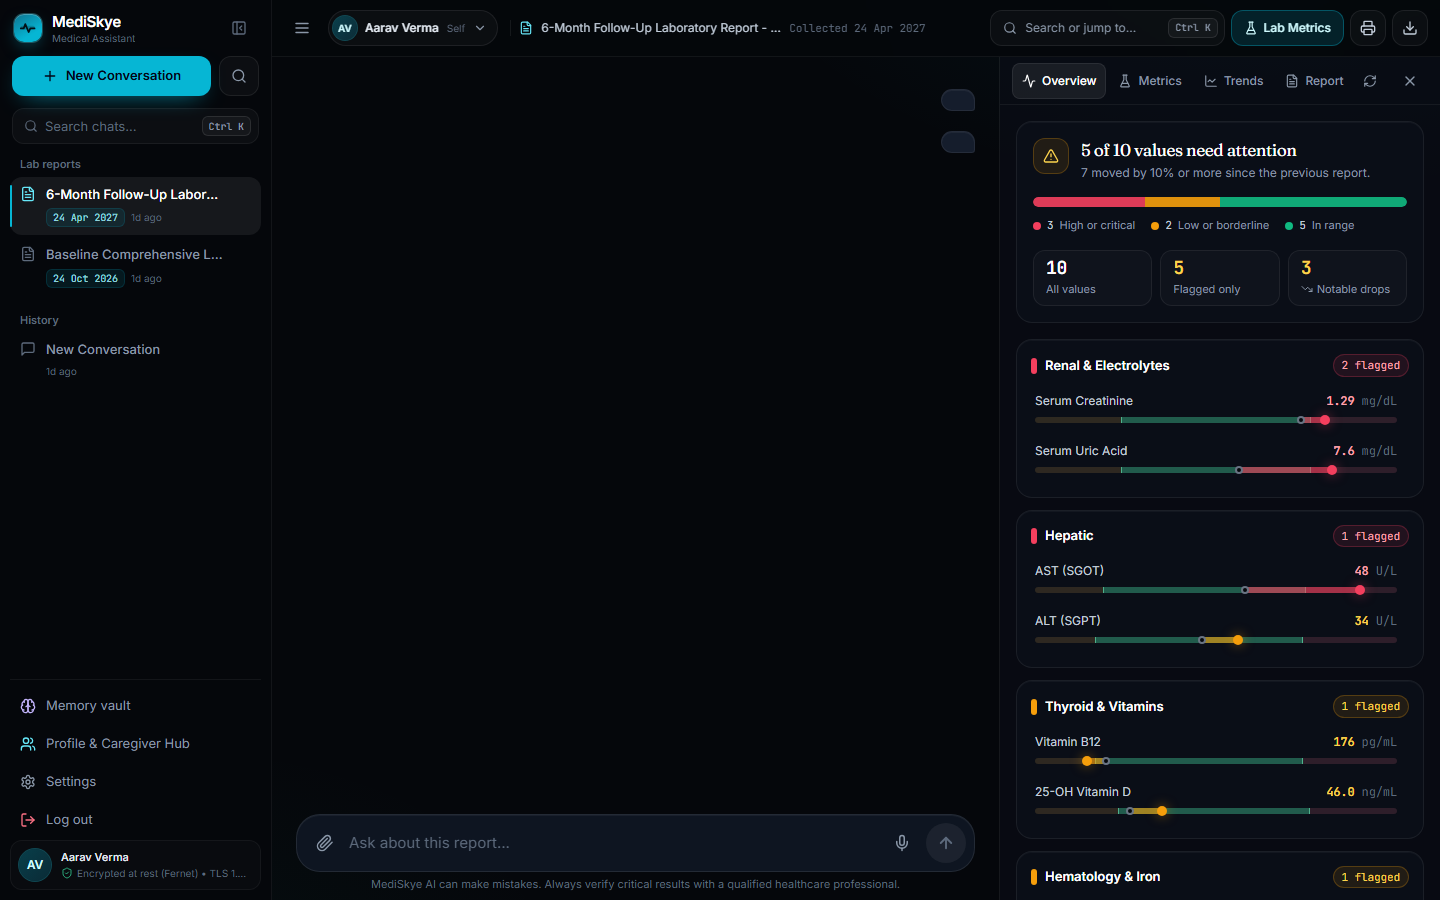 MediSkye
Medical Assistant
New Conversation
Search chats...
Ctrl K
Lab reports
6-Month Follow-Up Labor...
24 Apr 2027
1d ago
Baseline Comprehensive L...
24 Oct 2026
1d ago
History
New Conversation
1d ago
Memory vault
Profile & Caregiver Hub
Settings
Log out
AV
Aarav Verma
Encrypted at rest (Fernet) • TLS 1....
AV
Aarav Verma
Self
6-Month Follow-Up Laboratory Report - ...
Collected 24 Apr 2027
Search or jump to...
Ctrl K
Lab Metrics
Ask about this report...
MediSkye AI can make mistakes. Always verify critical results with a qualified healthcare professional.
Overview
Metrics
Trends
Report
5 of 10 values need attention
7 moved by 10% or more since the previous report.
3 High or critical
2 Low or borderline
5 In range
10
All values
5
Flagged only
3
Notable drops
Renal & Electrolytes
2 flagged
Serum Creatinine
1.29 mg/dL
Serum Uric Acid
7.6 mg/dL
Hepatic
1 flagged
AST (SGOT)
48 U/L
ALT (SGPT)
34 U/L
Thyroid & Vitamins
1 flagged
Vitamin B12
176 pg/mL
25-OH Vitamin D
46.0 ng/mL
Hematology & Iron
1 flagged